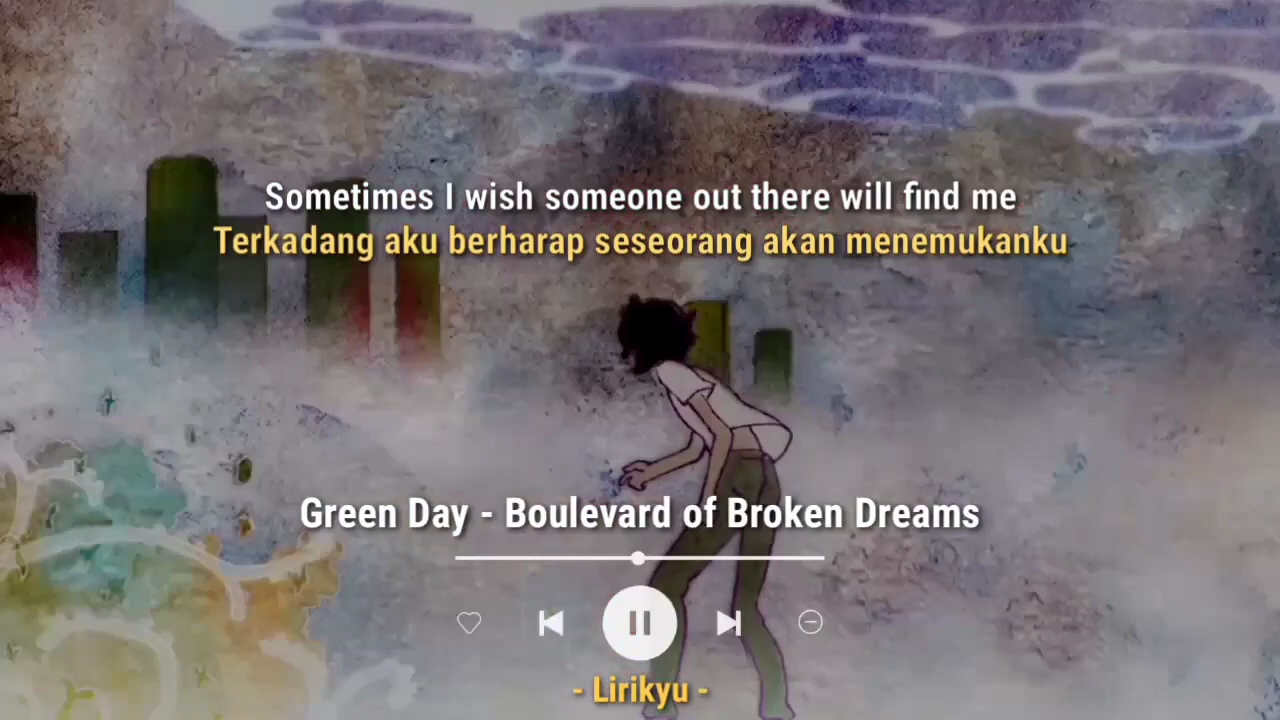 Sometimes I wish someone out there will find me
Terkadang aku berharap seseorang akan menemukanku
Green Day - Boulevard of Broken Dreams
- Lirikyu -